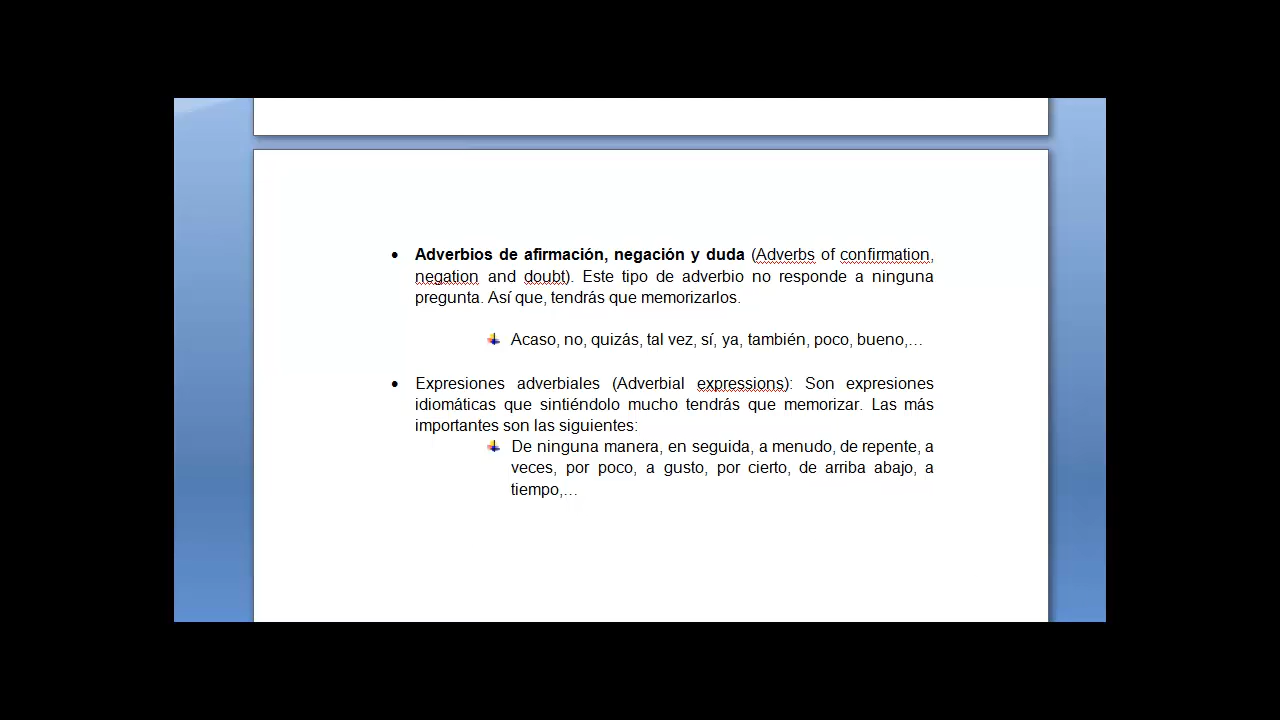 Adverbios de afirmación, negación y duda (Adverbs of confirmation,
negation and doubt). Este tipo de adverbio no responde a ninguna
pregunta. Así que, tendrás que memorizarlos.
Acaso, no, quizás, tal vez, sí, ya, también, poco, bueno,…
Expresiones adverbiales (Adverbial expressions): Son expresiones
idiomáticas que sintiéndolo mucho tendrás que memorizar. Las más
importantes son las siguientes:
De ninguna manera, en seguida, a menudo, de repente, a
veces, por poco, a gusto, por cierto, de arriba abajo, a
tiempo,…